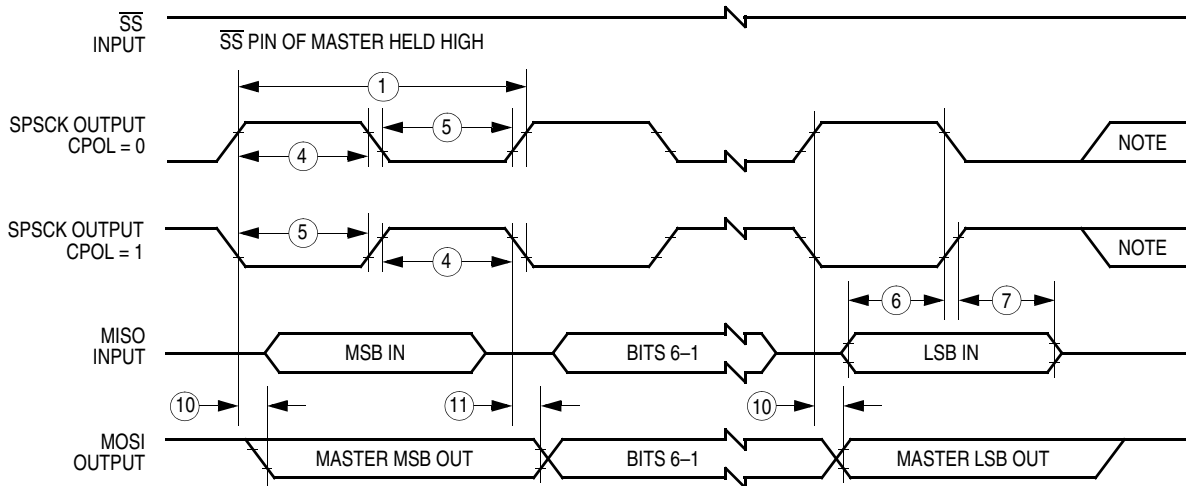 SS
INPUT
SS PIN OF MASTER HELD HIGH
1
SPSCK OUTPUT
CPOL = 0
5
4
NOTE
SPSCK OUTPUT
CPOL = 1
5
4
NOTE
6
7
MISO
INPUT
MSB IN
BITS 6–1
LSB IN
10
11
10
MOSI
OUTPUT
MASTER MSB OUT
BITS 6–1
MASTER LSB OUT